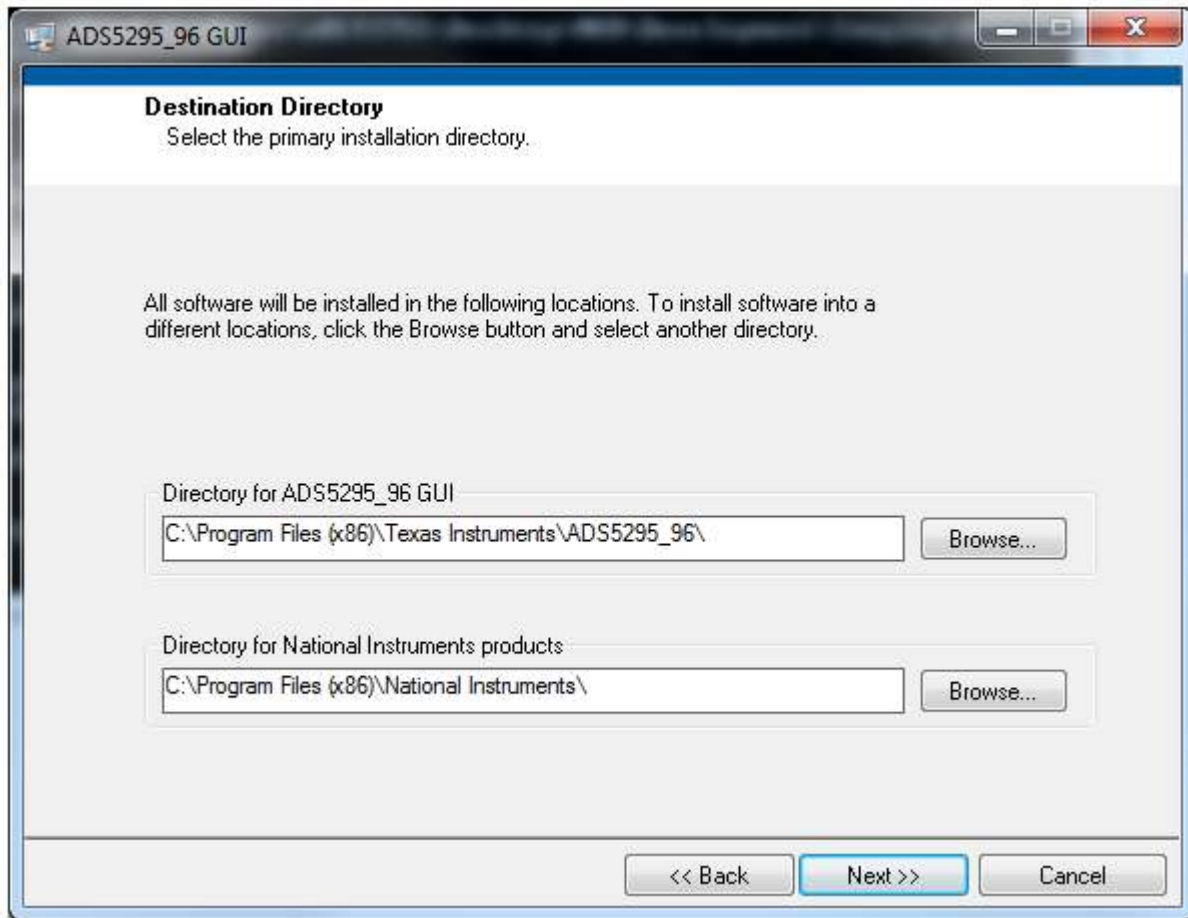 ADS5295_96 GUI
Destination Directory
Select the primary installation directory.
All software will be installed in the following locations. To install software into a
different locations, click the Browse button and select another directory.
Directory for ADS5295_96 GUI
C:\Program Files (x86)\Texas Instruments\ADS5295_96\
Browse...
Directory for National Instruments products
C:\Program Files (x86)\National Instruments\
Browse...
<< Back
Next >>
Cancel